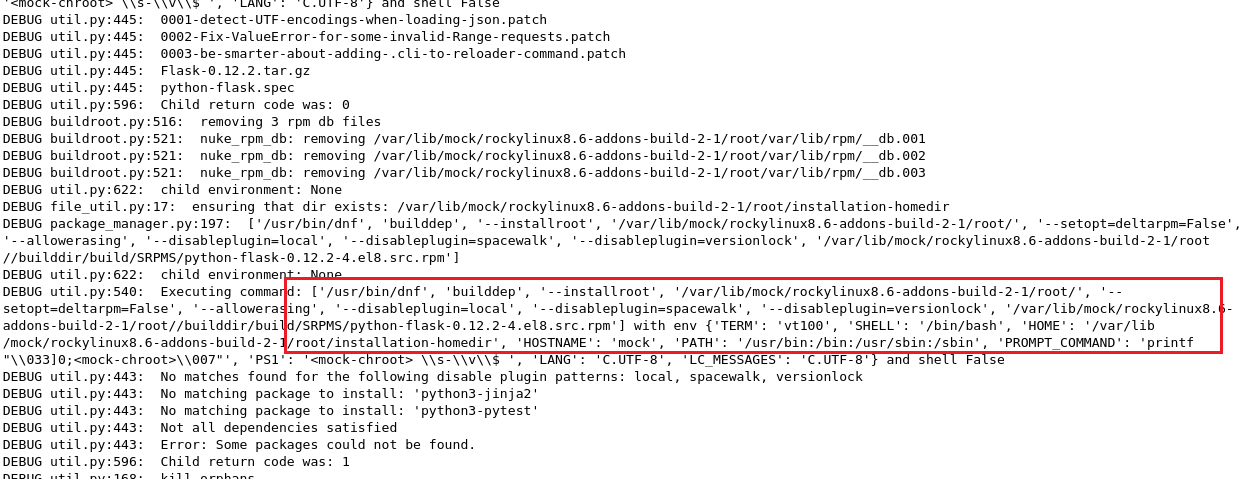 '<mock-chroot> \\s-\\v\\$ ', 'LANG': 'C.UTF-8'} and shell False
DEBUG util.py:445:  0001-detect-UTF-encodings-when-loading-json.patch
DEBUG util.py:445:  0002-Fix-ValueError-for-some-invalid-Range-requests.patch
DEBUG util.py:445:  0003-be-smarter-about-adding-.cli-to-reloader-command.patch
DEBUG util.py:445:  Flask-0.12.2.tar.gz
DEBUG util.py:445:  python-flask.spec
DEBUG util.py:596:  Child return code was: 0
DEBUG buildroot.py:516:  removing 3 rpm db files
DEBUG buildroot.py:521:  nuke_rpm_db: removing /var/lib/mock/rockylinux8.6-addons-build-2-1/root/var/lib/rpm/__db.001
DEBUG buildroot.py:521:  nuke_rpm_db: removing /var/lib/mock/rockylinux8.6-addons-build-2-1/root/var/lib/rpm/__db.002
DEBUG buildroot.py:521:  nuke_rpm_db: removing /var/lib/mock/rockylinux8.6-addons-build-2-1/root/var/lib/rpm/__db.003
DEBUG util.py:622:  child environment: None
DEBUG file_util.py:17:  ensuring that dir exists: /var/lib/mock/rockylinux8.6-addons-build-2-1/root/installation-homedir
DEBUG package_manager.py:197:  ['/usr/bin/dnf', 'builddep', '--installroot', '/var/lib/mock/rockylinux8.6-addons-build-2-1/root/', '--setopt=deltarpm=False',
'--allowerasing', '--disableplugin=local', '--disableplugin=spacewalk', '--disableplugin=versionlock', '/var/lib/mock/rockylinux8.6-addons-build-2-1/root
//builddir/build/SRPMS/python-flask-0.12.2-4.el8.src.rpm']
DEBUG util.py:622:  child environment: None
DEBUG util.py:540:  Executing command: ['/usr/bin/dnf', 'builddep', '--installroot', '/var/lib/mock/rockylinux8.6-addons-build-2-1/root/', '--
setopt=deltarpm=False', '--allowerasing', '--disableplugin=local', '--disableplugin=spacewalk', '--disableplugin=versionlock', '/var/lib/mock/rockylinux8.6-
addons-build-2-1/root//builddir/build/SRPMS/python-flask-0.12.2-4.el8.src.rpm'] with env {'TERM': 'vt100', 'SHELL': '/bin/bash', 'HOME': '/var/lib
/mock/rockylinux8.6-addons-build-2-1/root/installation-homedir', 'HOSTNAME': 'mock', 'PATH': '/usr/bin:/bin:/usr/sbin:/sbin', 'PROMPT_COMMAND': 'printf
"\\033]0;<mock-chroot>\\007"', 'PS1': '<mock-chroot> \\s-\\v\\$ ', 'LANG': 'C.UTF-8', 'LC_MESSAGES': 'C.UTF-8'} and shell False
DEBUG util.py:443:  No matches found for the following disable plugin patterns: local, spacewalk, versionlock
DEBUG util.py:443:  No matching package to install: 'python3-jinja2'
DEBUG util.py:443:  No matching package to install: 'python3-pytest'
DEBUG util.py:443:  Not all dependencies satisfied
DEBUG util.py:443:  Error: Some packages could not be found.
DEBUG util.py:596:  Child return code was: 1
DEBUG util.py:168:  kill orphans